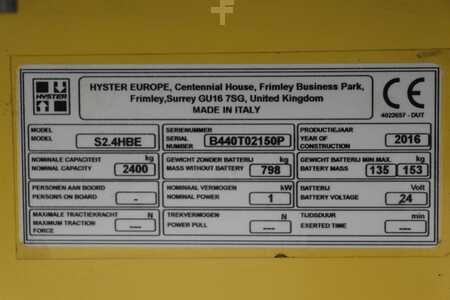 HYSTER
HYSTER EUROPE, Centennial House, Frimley Business Park,
Frimley,Surrey GU16 7SG, United Kingdom
MADE IN ITALY
CE
4022657 - DUT
MODEL
MODEL
S2.4HBE
SERIENUMMER
SERIAL NUMBER
B440T02150P
PRODUCTIEJAAR
YEAR OF CONSTRUCTION
2016
NOMINALE CAPACITEIT kg
NOMINAL CAPACITY 2400
GEWICHT ZONDER BATTERIJ kg
MASS WITHOUT BATTERY 798
GEWICHT BATTERIJ MIN.MAX. kg
BATTERY MASS 135 153
PERSONEN AAN BOORD
PERSONS ON BOARD -
NOMINAAL VERMOGEN kW
NOMINAL POWER 1
BATTERIJ Volt
BATTERY VOLTAGE 24
MAXIMALE TRACTIEKRACHT N
MAXIMUM TRACTION FORCE ---
TREKVERMOGEN N
POWER PULL ---
TIJDSDUUR min
EXERTED TIME ---